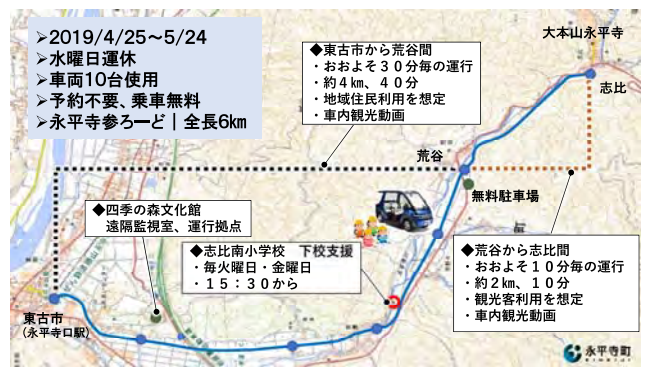 ➢2019/4/25~5/24
➢水曜日運休
➢車両10台使用
➢予約不要、乗車無料
➢永平寺参ろーど｜全長6km
◆東古市から荒谷間
・おおよそ３０分毎の運行
・約４㎞、４０分
・地域住民利用を想定
・車内観光動画
大本山永平寺
志比
荒谷
無料駐車場
◆四季の森文化館
遠隔監視室、運行拠点
◆志比南小学校　下校支援
・毎火曜日・金曜日
・１５：３０から
◆荒谷から志比間
・おおよそ１０分毎の運行
・約２㎞、１０分
・観光客利用を想定
・車内観光動画
東古市
（永平寺口駅）
永平寺町